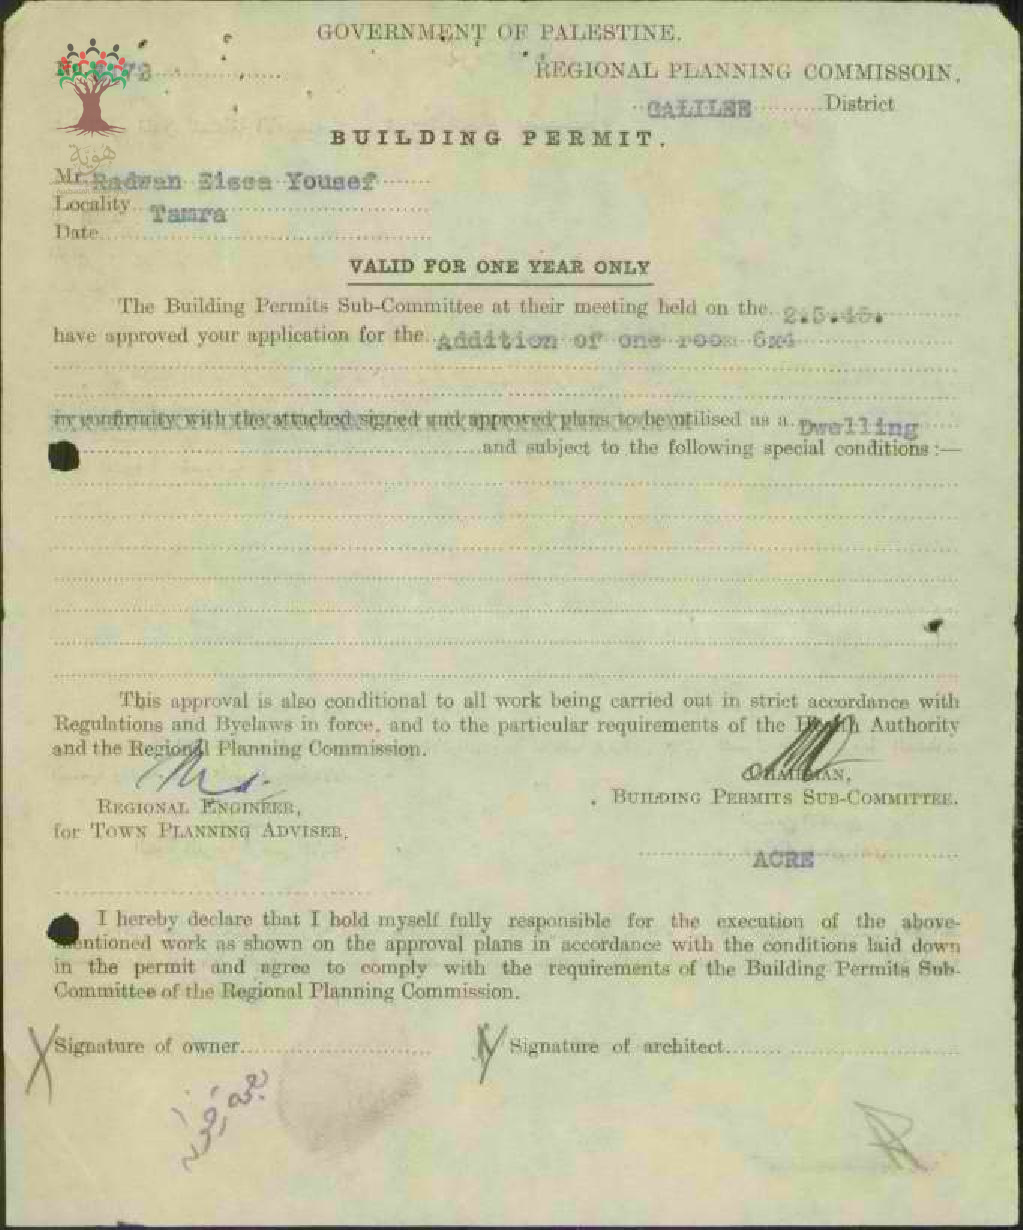 GOVERNMENT OF PALESTINE.
REGIONAL PLANNING COMMISSOIN.
GALILEE District
BUILDING PERMIT.
هوية
Mr. Radwan Eissa Yousef
Locality Tamra
Date
VALID FOR ONE YEAR ONLY
The Building Permits Sub-Committee at their meeting held on the
have approved your application for the Addition of one room 6x4
in confinuity with the attached signed and approved plans to be utilised as a Dwelling
and subject to the following special conditions :—
This approval is also conditional to all work being carried out in strict accordance with
Regulations and Byelaws in force, and to the particular requirements of the Health Authority
and the Regional Planning Commission.
CHAIRMAN,
REGIONAL ENGINEER,
BUILDING PERMITS SUB-COMMITTEE.
for TOWN PLANNING ADVISER,
ACRE
I hereby declare that I hold myself fully responsible for the execution of the above-
mentioned work as shown on the approval plans in accordance with the conditions laid down
in the permit and agree to comply with the requirements of the Building Permits Sub-
Committee of the Regional Planning Commission.
Signature of owner
Signature of architect